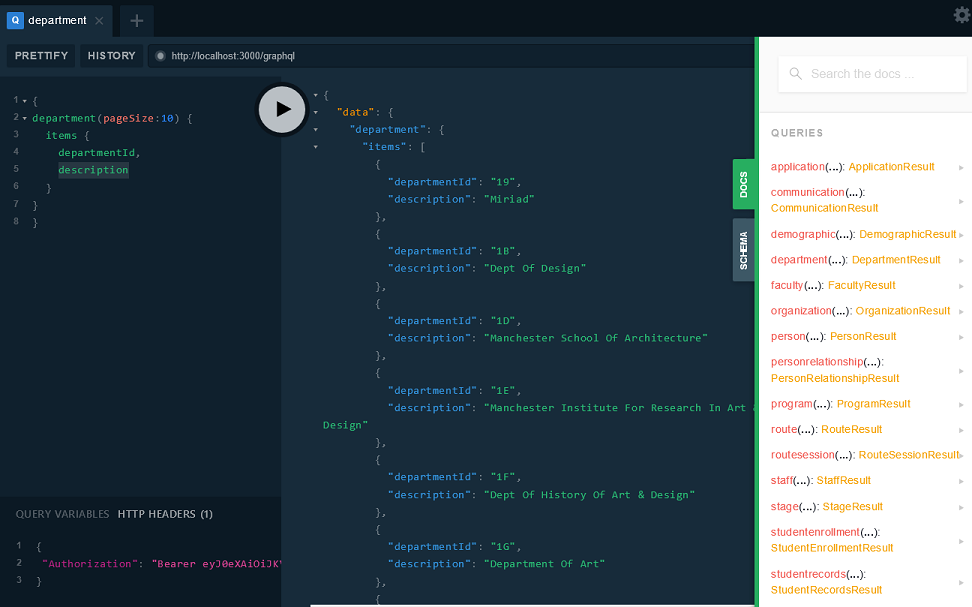 Q department
PRETTIFY HISTORY http://localhost:3000/graphql
1 {
2 department(pageSize:10) {
3 items {
4 departmentId,
5 description
6 }
7 }
8 }
QUERY VARIABLES HTTP HEADERS (1)
1 {
2 "Authorization": "Bearer eyJ0eXAiOiJK
3 }
{
"data": {
"department": {
"items": [
{
"departmentId": "19",
"description": "Miriad"
},
{
"departmentId": "1B",
"description": "Dept Of Design"
},
{
"departmentId": "1D",
"description": "Manchester School Of Architecture"
},
{
"departmentId": "1E",
"description": "Manchester Institute For Research In Art &
Design"
},
{
"departmentId": "1F",
"description": "Dept Of History Of Art & Design"
},
{
"departmentId": "1G",
"description": "Department Of Art"
},
{
DOCS
SCHEMA
Search the docs ...
QUERIES
application(...): ApplicationResult
communication(...):
CommunicationResult
demographic(...): DemographicResult
department(...): DepartmentResult
faculty(...): FacultyResult
organization(...): OrganizationResult
person(...): PersonResult
personrelationship(...):
PersonRelationshipResult
program(...): ProgramResult
route(...): RouteResult
routesession(...): RouteSessionResult
staff(...): StaffResult
stage(...): StageResult
studentenrollment(...):
StudentEnrollmentResult
studentrecords(...):
StudentRecordsResult